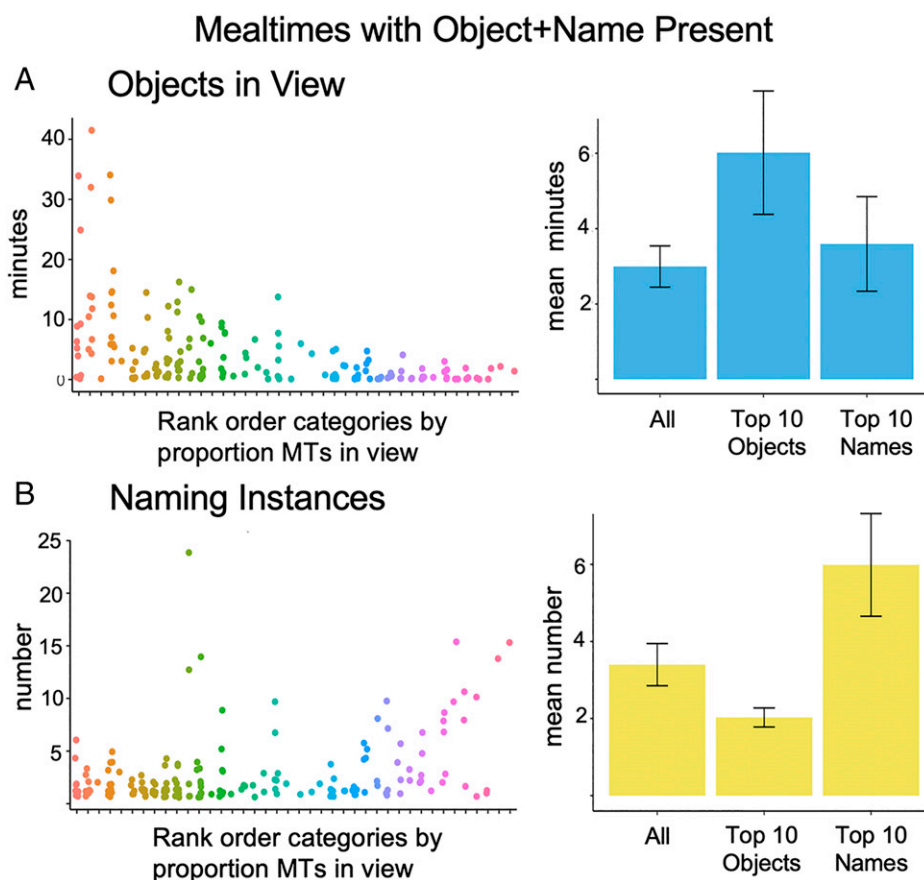 Mealtimes with Object+Name Present
A
Objects in View
minutes
40
30
20
10
0
Rank order categories by
proportion MTs in view
mean minutes
6
4
2
All
Top 10
Objects
Top 10
Names
B
Naming Instances
number
25
20
15
10
5
Rank order categories by
proportion MTs in view
mean number
6
4
2
All
Top 10
Objects
Top 10
Names